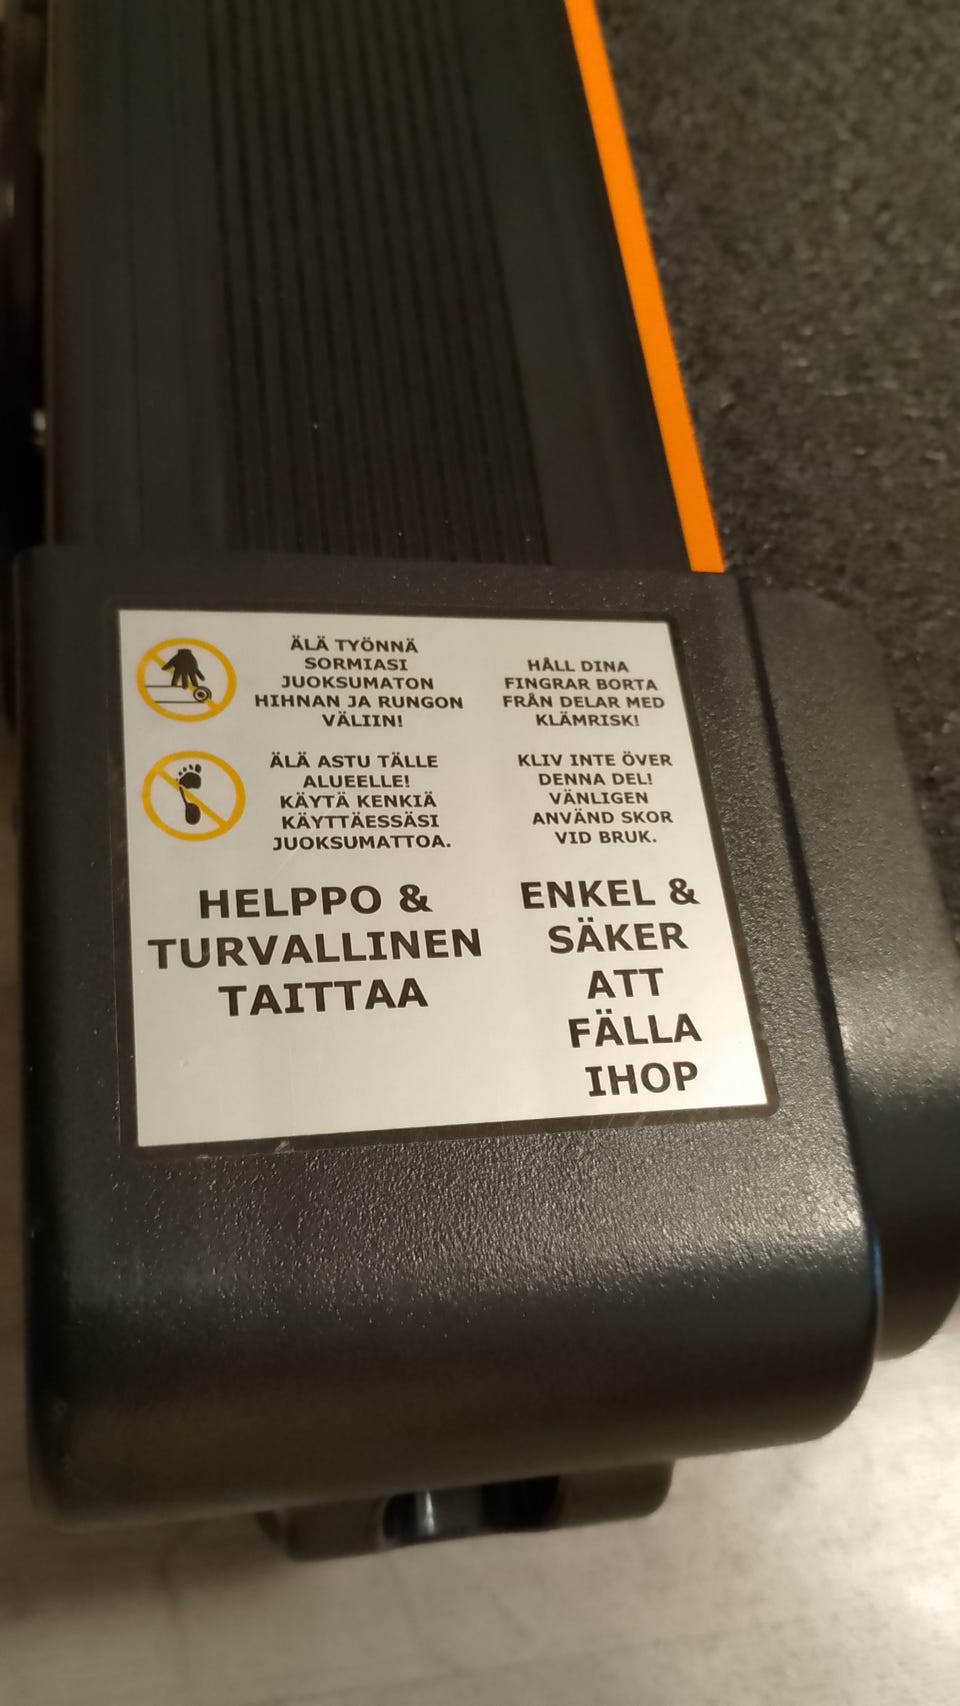 ÄLÄ TYÖNNÄ
SORMIASI
JUOKSUMATON
HIHNAN JA RUNGON
VÄLIIN!
HÅLL DINA
FINGRAR BORTA
FRÅN DELAR MED
KLÄMRISK!
ÄLÄ ASTU TÄLLE
ALUEELLE!
KÄYTÄ KENKIÄ
KÄYTTÄESSÄSI
JUOKSUMATTOA.
KLIV INTE ÖVER
DENNA DEL!
VÄNLIGEN
ANVÄND SKOR
VID BRUK.
HELPPO &
TURVALLINEN
TAITTAA
ENKEL &
SÄKER
ATT
FÄLLA
IHOP